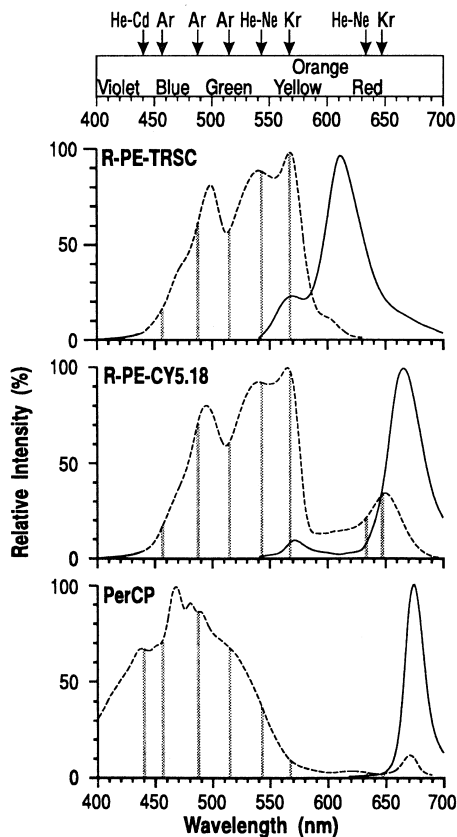 He-Cd Ar Ar Ar He-Ne Kr He-Ne Kr
Orange
Violet Blue Green Yellow Red
400 450 500 550 600 650 700
100
R-PE-TRSC
50
0
100
R-PE-CY5.18
50
0
Relative Intensity (%)
100
PerCP
50
0
400 450 500 550 600 650 700
Wavelength (nm)